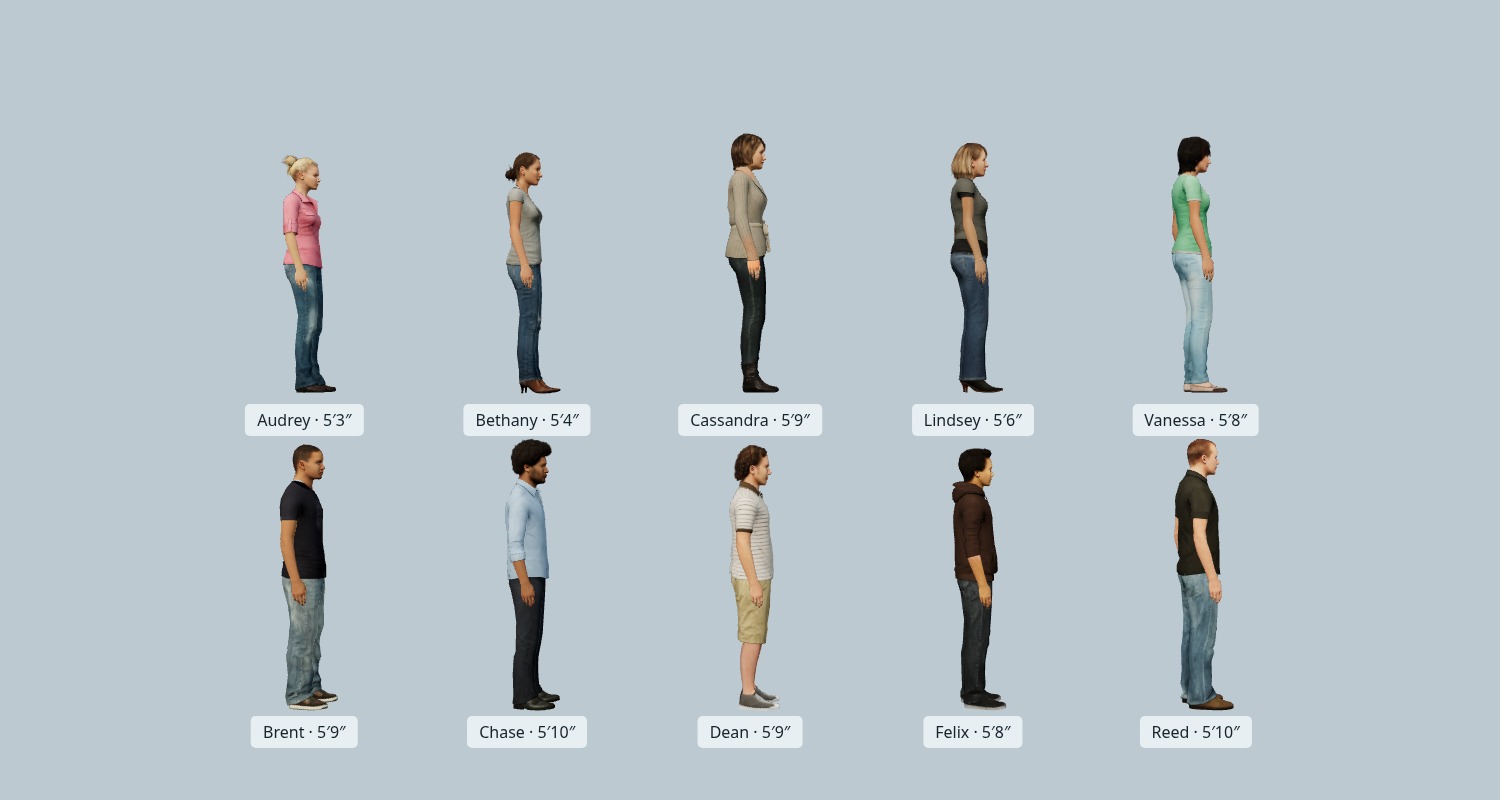 Audrey · 5′3″
Bethany · 5′4″
Cassandra · 5′9″
Lindsey · 5′6″
Vanessa · 5′8″
Brent · 5′9″
Chase · 5′10″
Dean · 5′9″
Felix · 5′8″
Reed · 5′10″